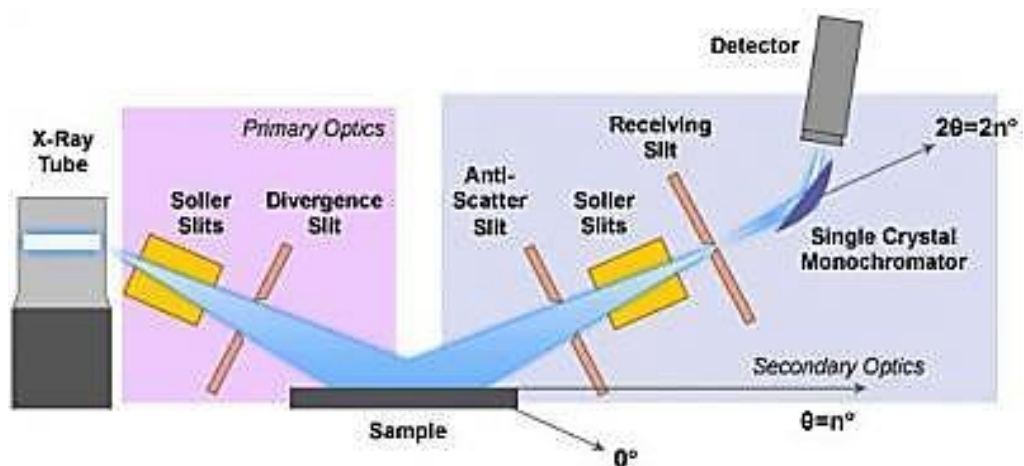 Detector
Primary Optics
X-Ray
Tube
Soller
Slits
Divergence
Slit
Anti-
Scatter
Slit
Soller
Slits
Receiving
Slit
2θ=2n°
Single Crystal
Monochromator
Secondary Optics
Sample
θ=n°
0°